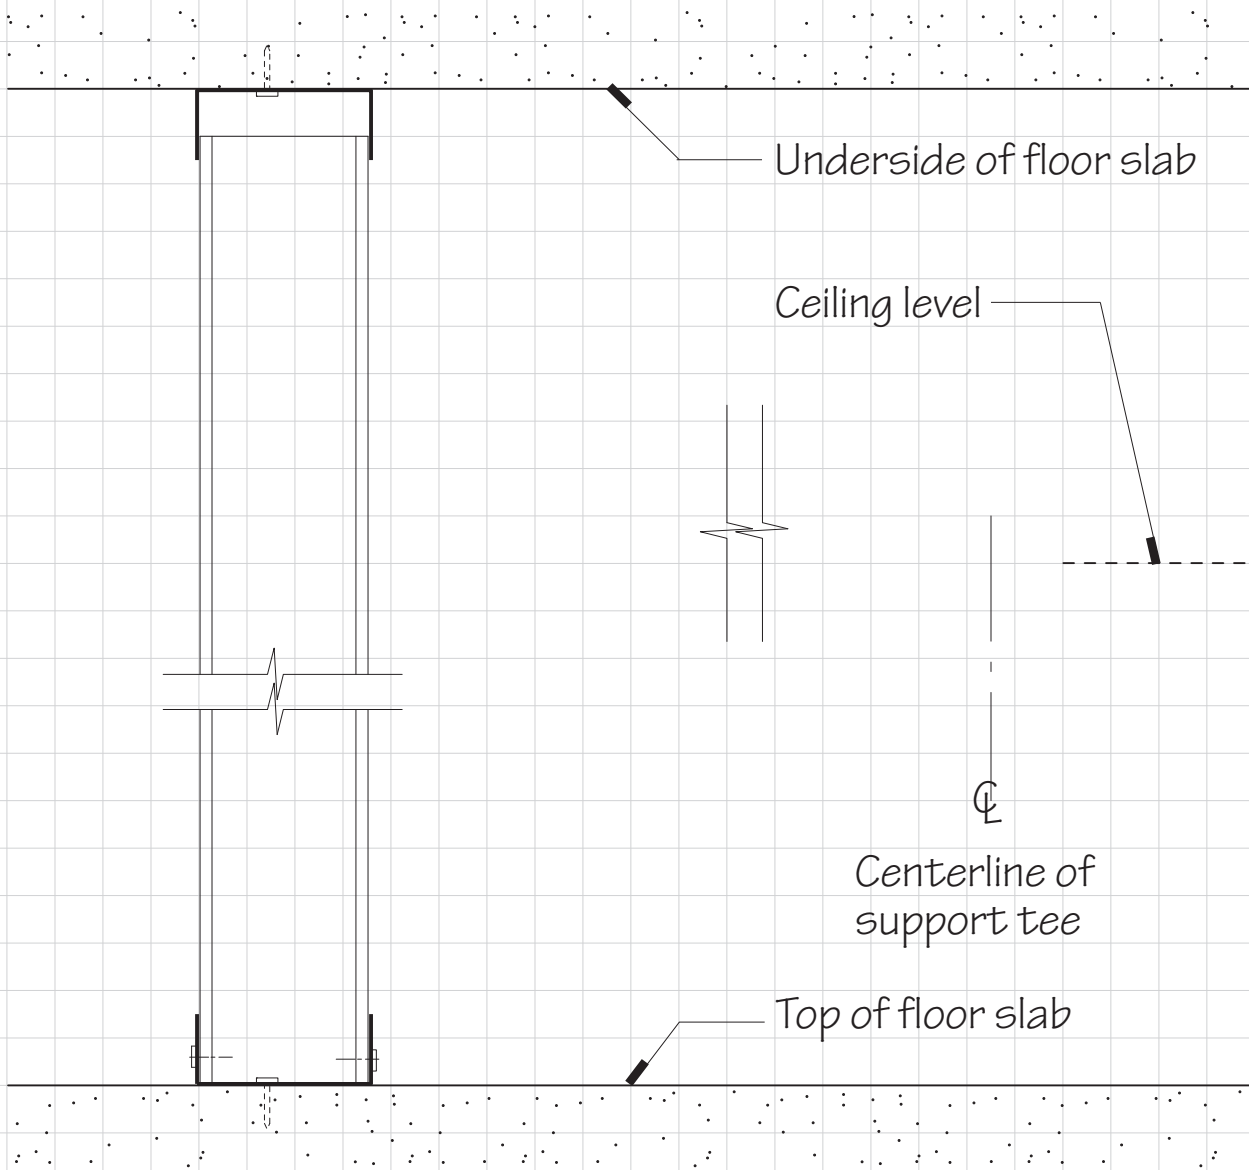 Underside of floor slab
Ceiling level
℄
Centerline of
support tee
Top of floor slab